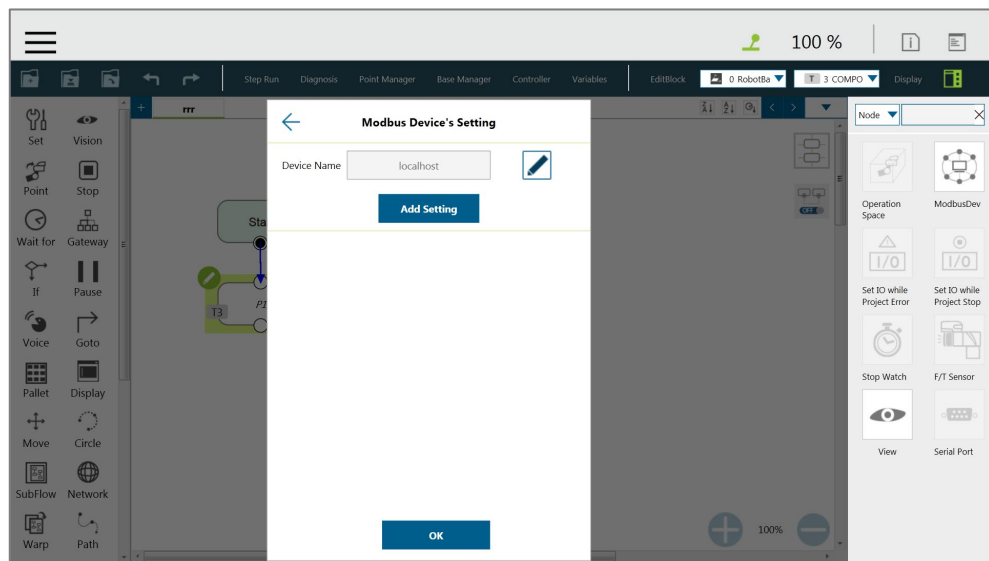 100 %
Step Run Diagnosis Point Manager Base Manager Controller Variables EditBlock 0 RobotBa T 3 COMPO Display
+ rrr
Node
Set Vision
Point Stop
Wait for Gateway
If Pause
Voice Goto
Pallet Display
Move Circle
SubFlow Network
Warp Path
Sta
T3
P1
Modbus Device's Setting
Device Name localhost
Add Setting
OK
OFF
100%
Operation Space
ModbusDev
I/O
Set IO while Project Error
I/O
Set IO while Project Stop
Stop Watch
F/T Sensor
View
Serial Port